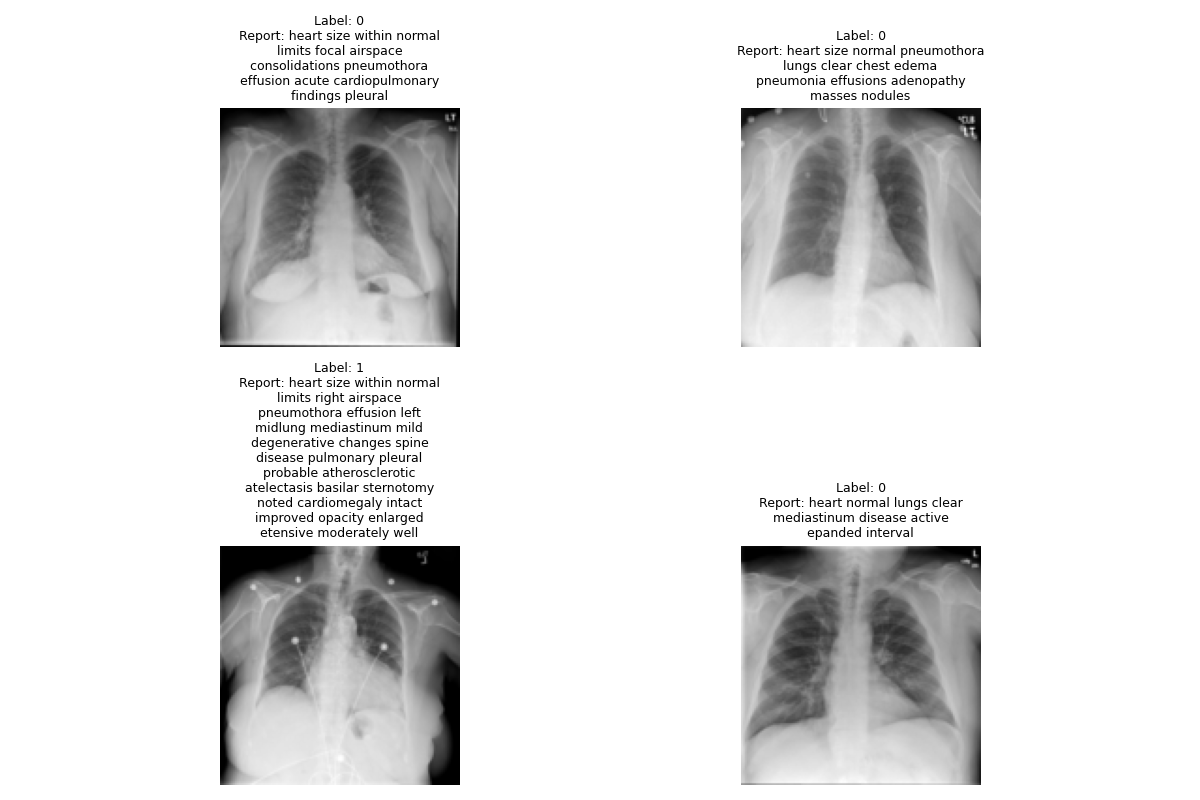 Label: 0
Report: heart size within normal
limits focal airspace
consolidations pneumothora
effusion acute cardiopulmonary
findings pleural
LT
Label: 0
Report: heart size normal pneumothora
lungs clear chest edema
pneumonia effusions adenopathy
masses nodules
LT
Label: 1
Report: heart size within normal
limits right airspace
pneumothora effusion left
midlung mediastinum mild
degenerative changes spine
disease pulmonary pleural
probable atherosclerotic
atelectasis basilar sternotomy
noted cardiomegaly intact
improved opacity enlarged
etensive moderately well
Label: 0
Report: heart normal lungs clear
mediastinum disease active
epanded interval
L